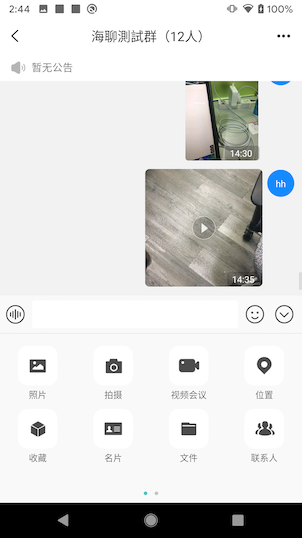 2:44
100%
海聊測試群（12人）
暂无公告
14:30
hh
14:35
照片
拍摄
视频会议
位置
收藏
名片
文件
联系人